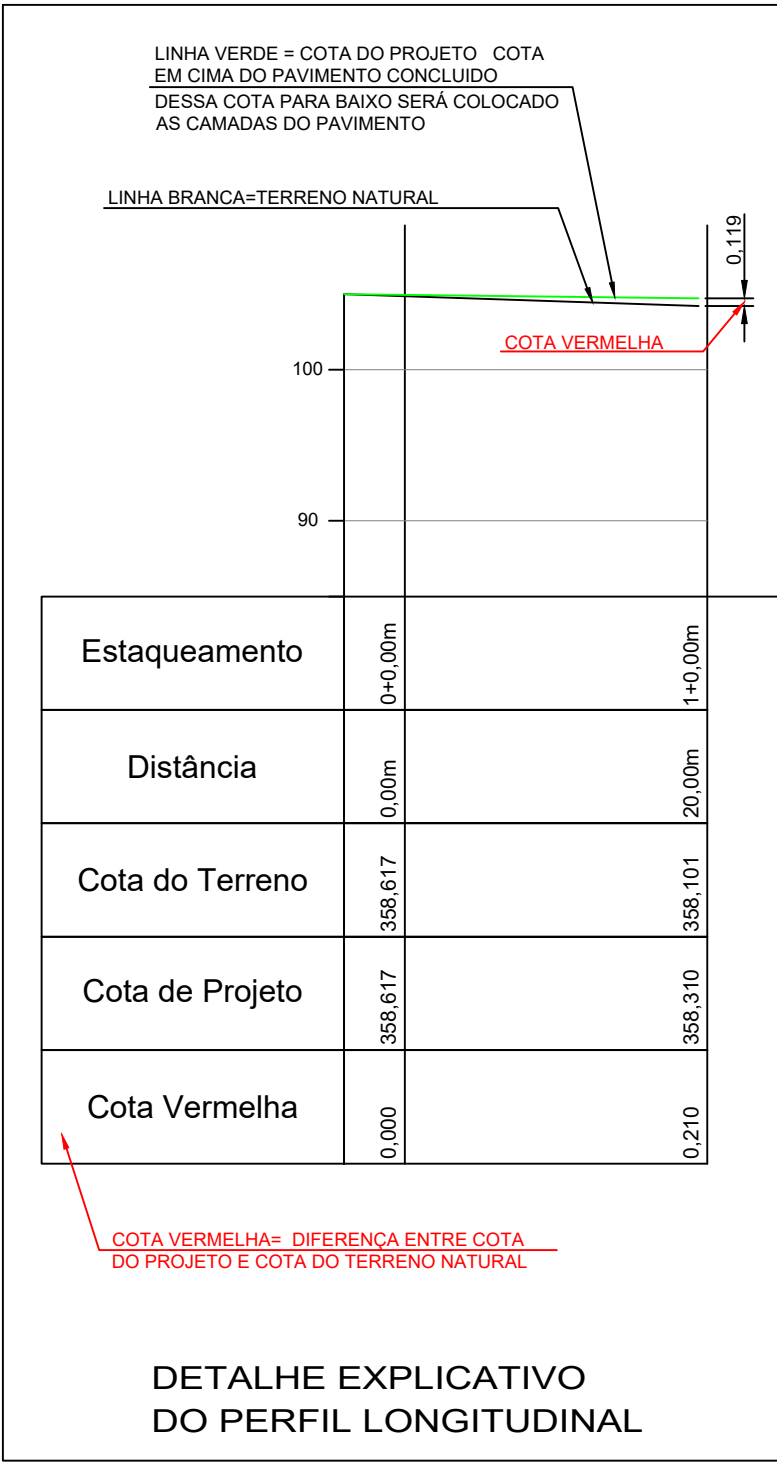 LINHA VERDE = COTA DO PROJETO COTA
EM CIMA DO PAVIMENTO CONCLUIDO
DESSA COTA PARA BAIXO SERÁ COLOCADO
AS CAMADAS DO PAVIMENTO
LINHA BRANCA=TERRENO NATURAL
0,119
COTA VERMELHA
100
90
Estaqueamento
0+0,00m
1+0,00m
Distância
0,00m
20,00m
Cota do Terreno
358,617
358,101
Cota de Projeto
358,617
358,310
Cota Vermelha
0,000
0,210
COTA VERMELHA= DIFERENÇA ENTRE COTA
DO PROJETO E COTA DO TERRENO NATURAL
DETALHE EXPLICATIVO
DO PERFIL LONGITUDINAL